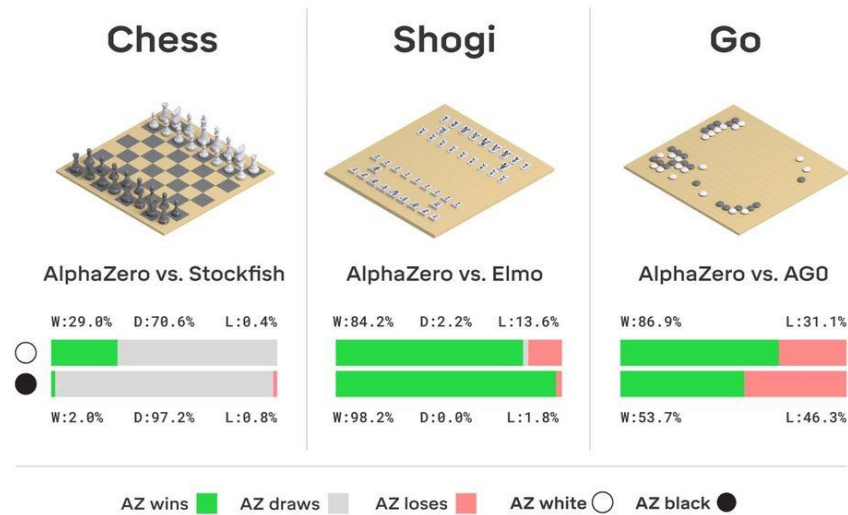 Chess
Shogi
Go
AlphaZero vs. Stockfish
AlphaZero vs. Elmo
AlphaZero vs. AG0
W:29.0% D:70.6% L:0.4%
W:84.2% D:2.2% L:13.6%
W:86.9% L:31.1%
W:2.0% D:97.2% L:0.8%
W:98.2% D:0.0% L:1.8%
W:53.7% L:46.3%
AZ wins AZ draws AZ loses AZ white AZ black